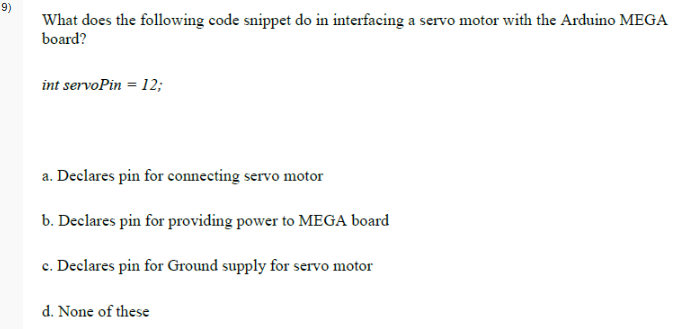 9)
What does the following code snippet do in interfacing a servo motor with the Arduino MEGA
board?
int servoPin = 12;
a. Declares pin for connecting servo motor
b. Declares pin for providing power to MEGA board
c. Declares pin for Ground supply for servo motor
d. None of these